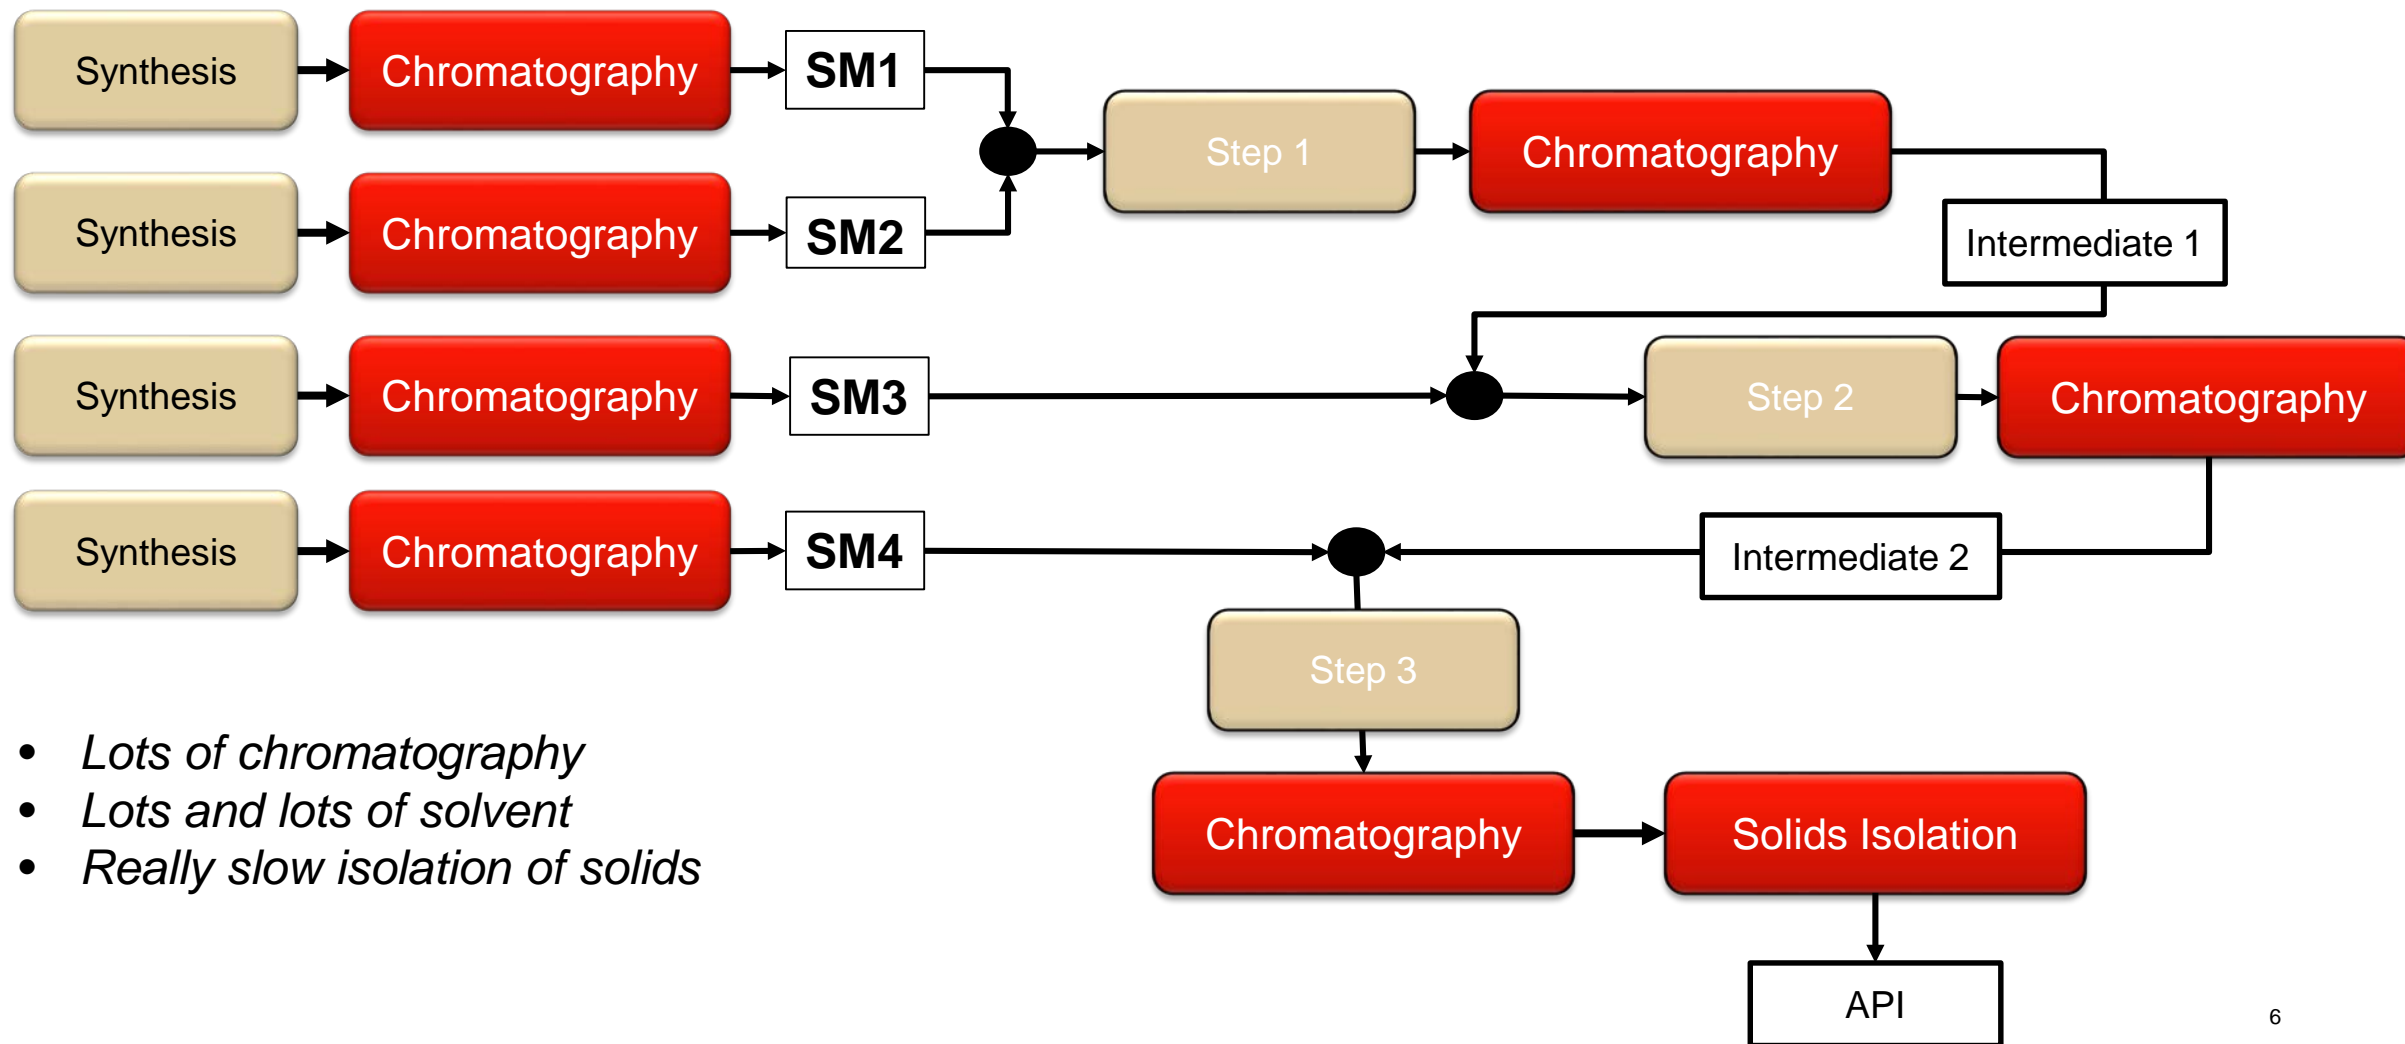 Synthesis
Chromatography
SM1
Synthesis
Chromatography
SM2
Step 1
Chromatography
Intermediate 1
Synthesis
Chromatography
SM3
Step 2
Chromatography
Synthesis
Chromatography
SM4
Intermediate 2
Step 3
Chromatography
Solids Isolation
API
• Lots of chromatography
• Lots and lots of solvent
• Really slow isolation of solids
6